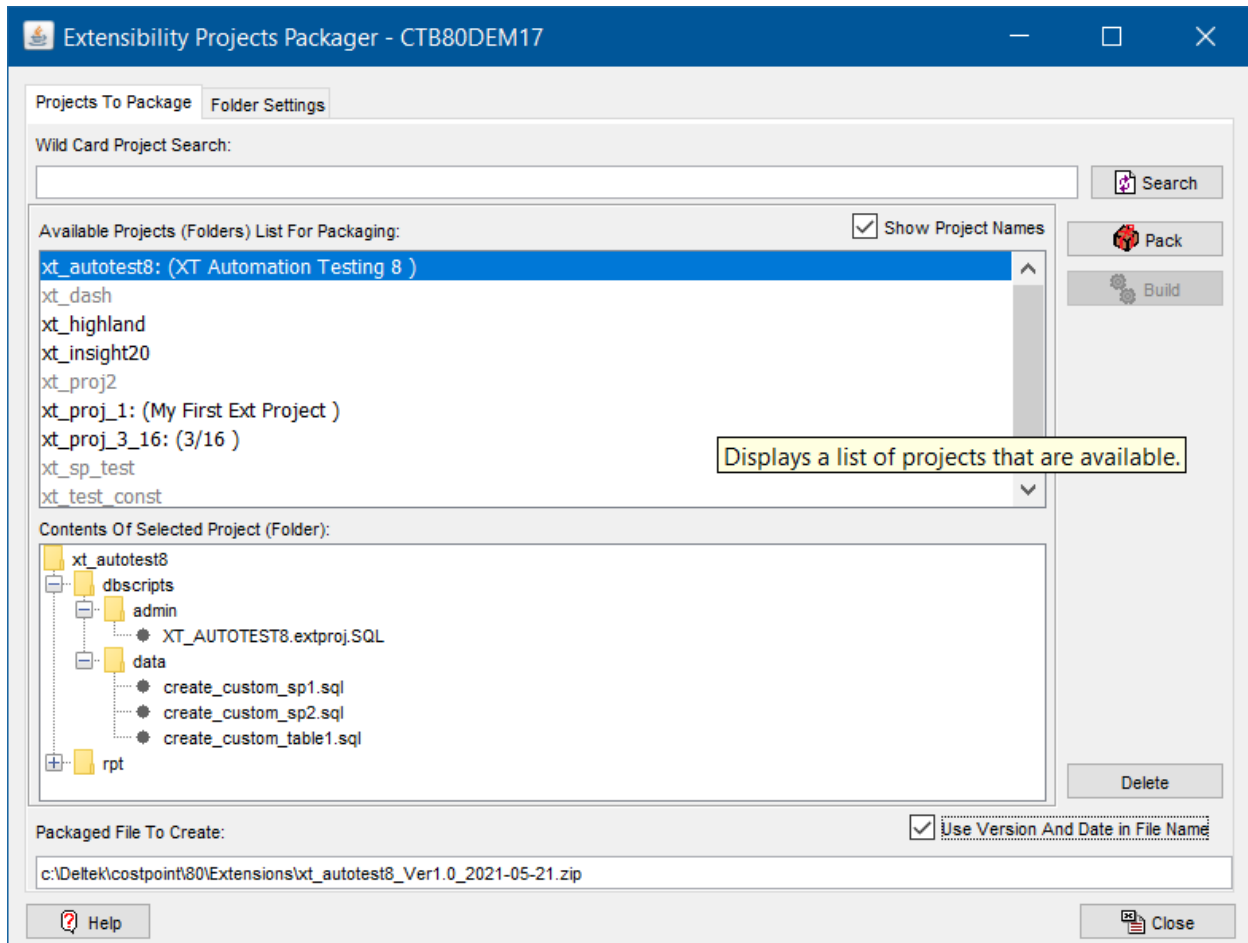 Extensibility Projects Packager - CTB80DEM17
Projects To Package Folder Settings
Wild Card Project Search:
Search
Available Projects (Folders) List For Packaging: Show Project Names
Pack
xt_autotest8: (XT Automation Testing 8 )
Build
xt_dash
xt_highland
xt_insight20
xt_proj2
xt_proj_1: (My First Ext Project )
xt_proj_3_16: (3/16 )
Displays a list of projects that are available.
xt_sp_test
xt_test_const
Contents Of Selected Project (Folder):
xt_autotest8
dbscripts
admin
XT_AUTOTEST8.extproj.SQL
data
create_custom_sp1.sql
create_custom_sp2.sql
create_custom_table1.sql
rpt
Delete
Packaged File To Create: Use Version And Date in File Name
c:\Deltek\costpoint\80\Extensions\xt_autotest8_Ver1.0_2021-05-21.zip
Help Close